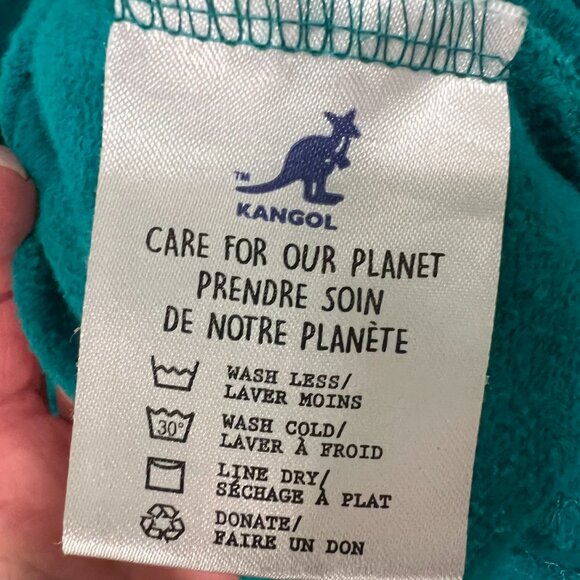 TM
KANGOL
CARE FOR OUR PLANET
PRENDRE SOIN
DE NOTRE PLANÈTE
WASH LESS/
LAVER MOINS
30°
WASH COLD/
LAVER À FROID
LINE DRY/
SÉCHAGE À PLAT
DONATE/
FAIRE UN DON